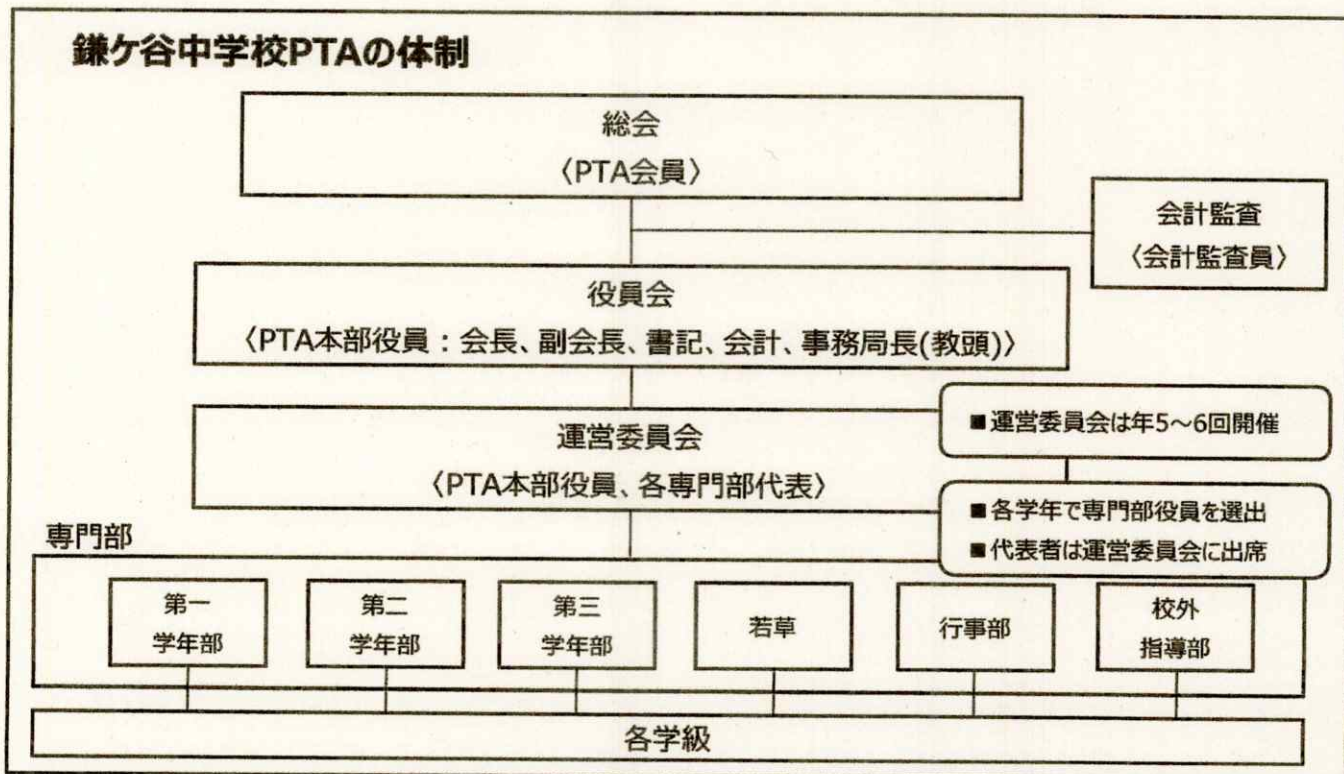 鎌ケ谷中学校PTAの体制
総会
〈PTA会員〉
会計監査
〈会計監査員〉
役員会
〈PTA本部役員：会長、副会長、書記、会計、事務局長(教頭)〉
■運営委員会は年5～6回開催
運営委員会
〈PTA本部役員、各専門部代表〉
■各学年で専門部役員を選出
■代表者は運営委員会に出席
専門部
第一
学年部
第二
学年部
第三
学年部
若草
行事部
校外
指導部
各学級